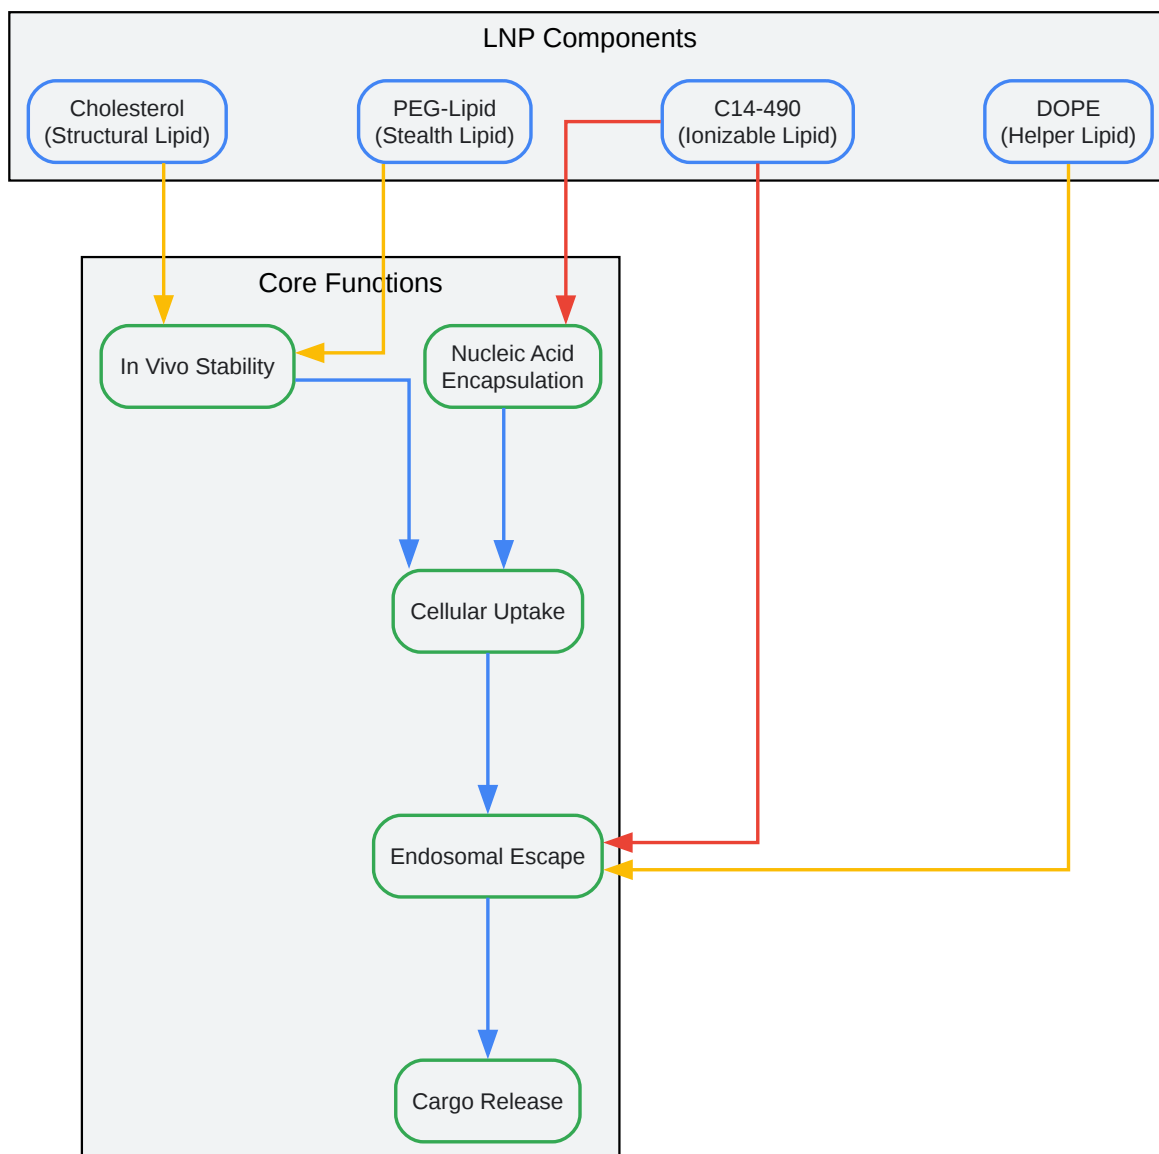 LNP Components
Cholesterol
(Structural Lipid)
PEG-Lipid
(Stealth Lipid)
C14-490
(Ionizable Lipid)
DOPE
(Helper Lipid)
Core Functions
In Vivo Stability
Nucleic Acid
Encapsulation
Cellular Uptake
Endosomal Escape
Cargo Release